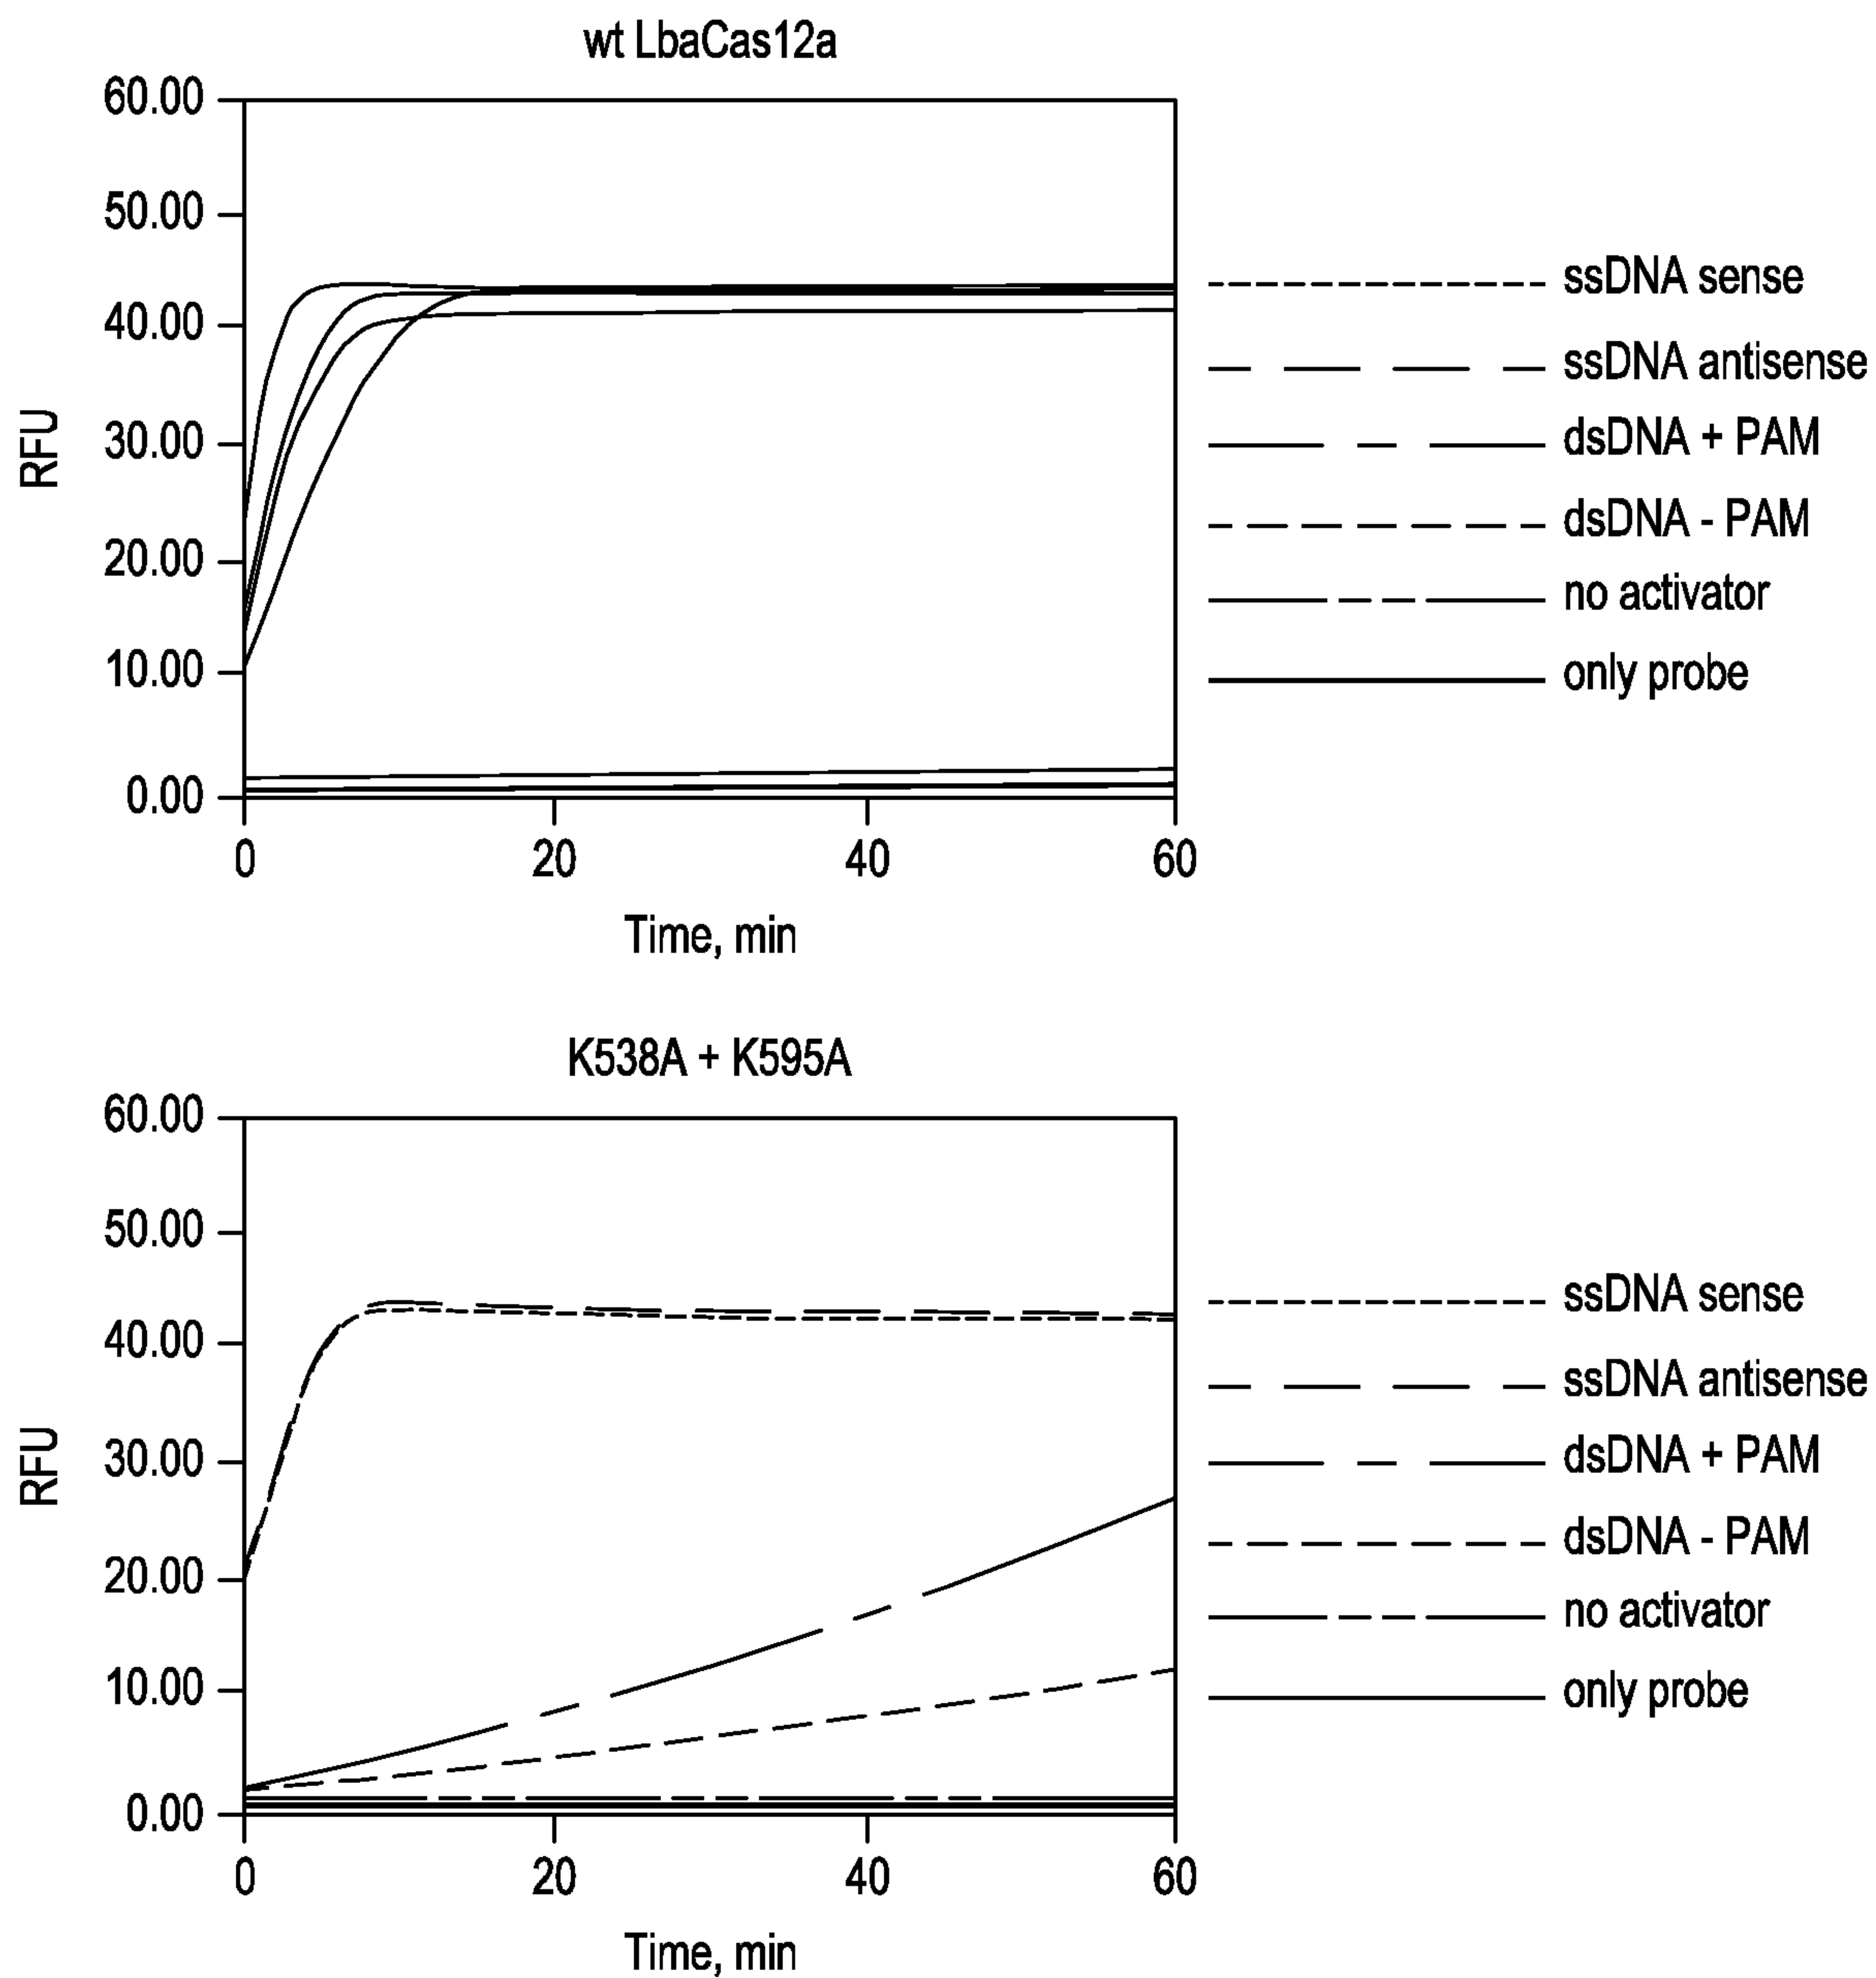 wt LbaCas12a
60.00
50.00
40.00
30.00
20.00
10.00
0.00
RFU
0 20 40 60
Time, min
ssDNA sense
ssDNA antisense
dsDNA + PAM
dsDNA - PAM
no activator
only probe
K538A + K595A
60.00
50.00
40.00
30.00
20.00
10.00
0.00
RFU
0 20 40 60
Time, min
ssDNA sense
ssDNA antisense
dsDNA + PAM
dsDNA - PAM
no activator
only probe